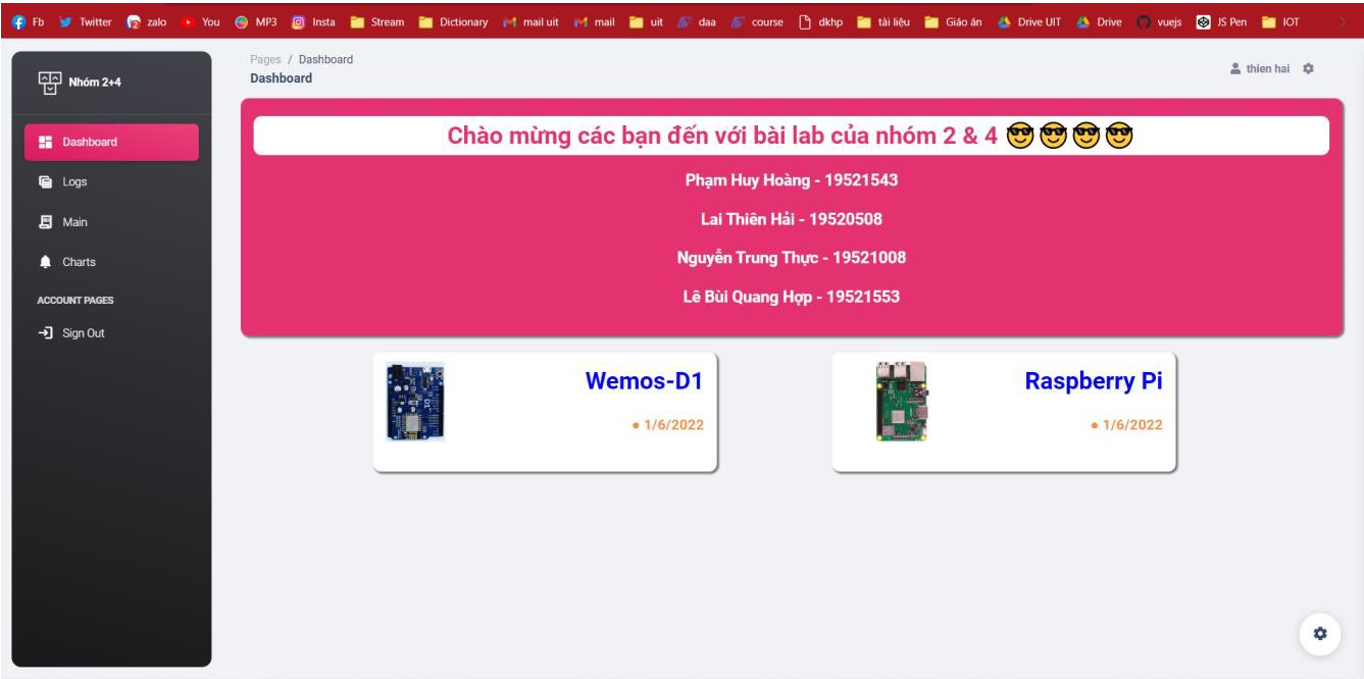 Fb Twitter zalo You MP3 Insta Stream Dictionary mail uit mail uit daa course dkhp tài liệu Giáo án Drive UIT Drive vuejs JS Pen IOT
Nhóm 2+4
Dashboard
Logs
Main
Charts
ACCOUNT PAGES
Sign Out
Pages / Dashboard
Dashboard
thien hai
Chào mừng các bạn đến với bài lab của nhóm 2 & 4 😎😎😎😎
Phạm Huy Hoàng - 19521543
Lai Thiên Hải - 19520508
Nguyễn Trung Thực - 19521008
Lê Bùi Quang Hợp - 19521553
Wemos-D1
• 1/6/2022
Raspberry Pi
• 1/6/2022